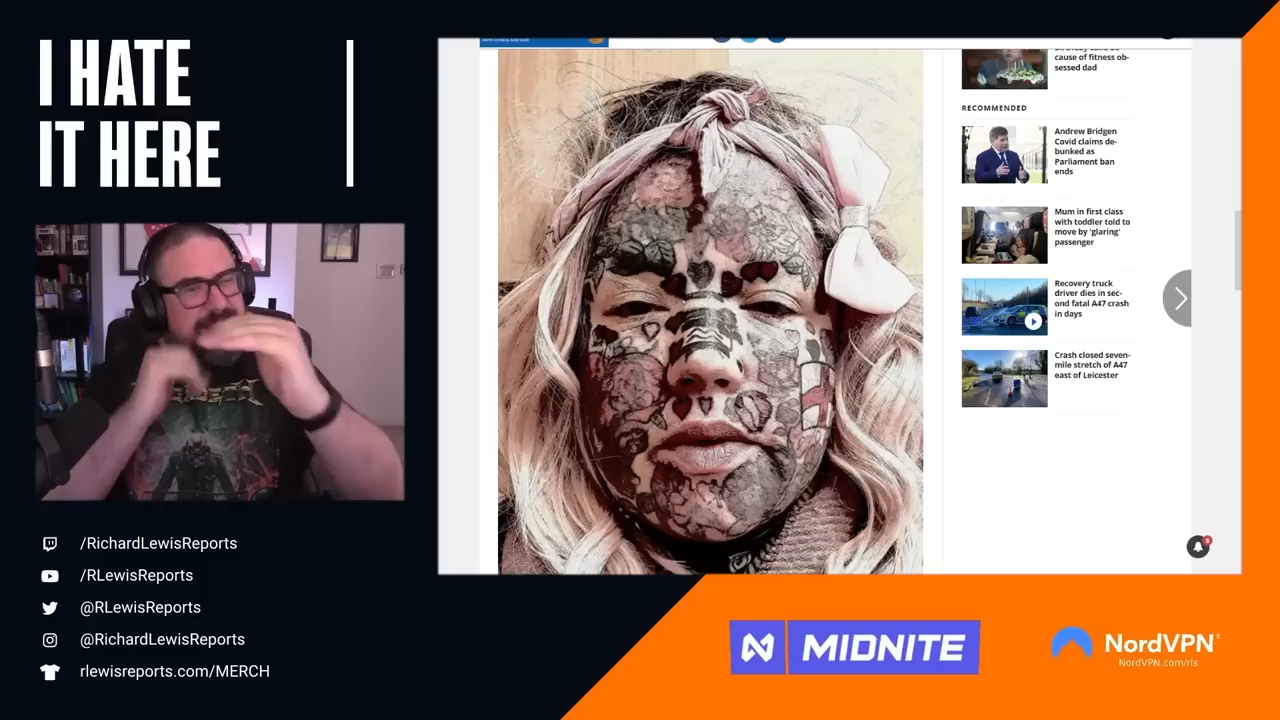 I HATE
IT HERE
/RichardLewisReports
/RLewisReports
@RLewisReports
@RichardLewisReports
rlewisreports.com/MERCH
cause of fitness ob-
sessed dad
RECOMMENDED
Andrew Bridgen
Covid claims de-
bunked as
Parliament ban
ends
Mum in first class
with toddler told to
move by 'glaring'
passenger
Recovery truck
driver dies in sec-
ond fatal A47 crash
in days
Crash closed seven-
mile stretch of A47
east of Leicester
MIDNITE
NordVPN®
NordVPN.com/rls